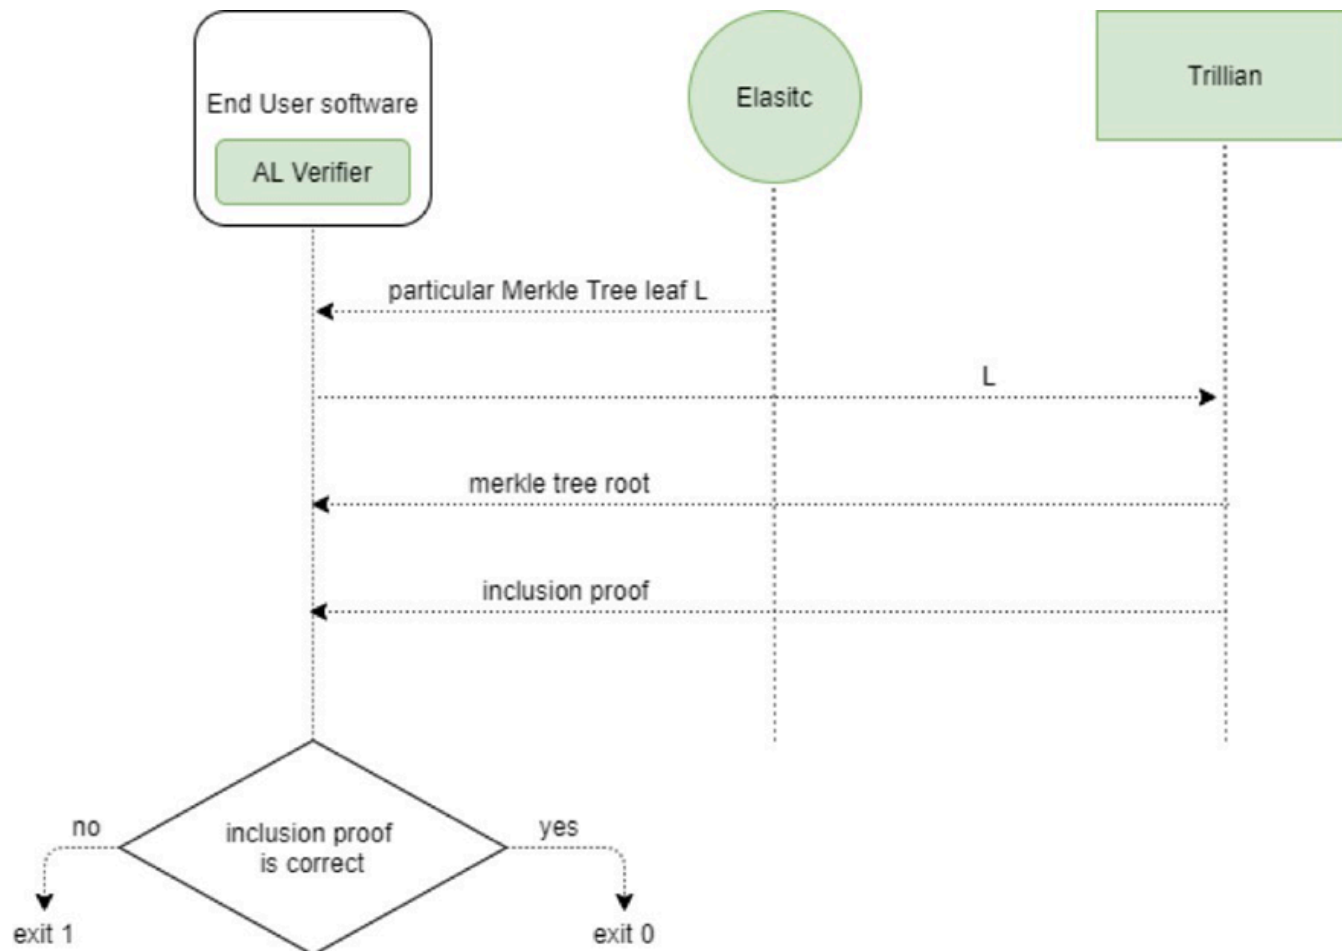 End User software
AL Verifier
Elasitc
Trillian
particular Merkle Tree leaf L
L
merkle tree root
inclusion proof
no
inclusion proof
is correct
yes
exit 1
exit 0